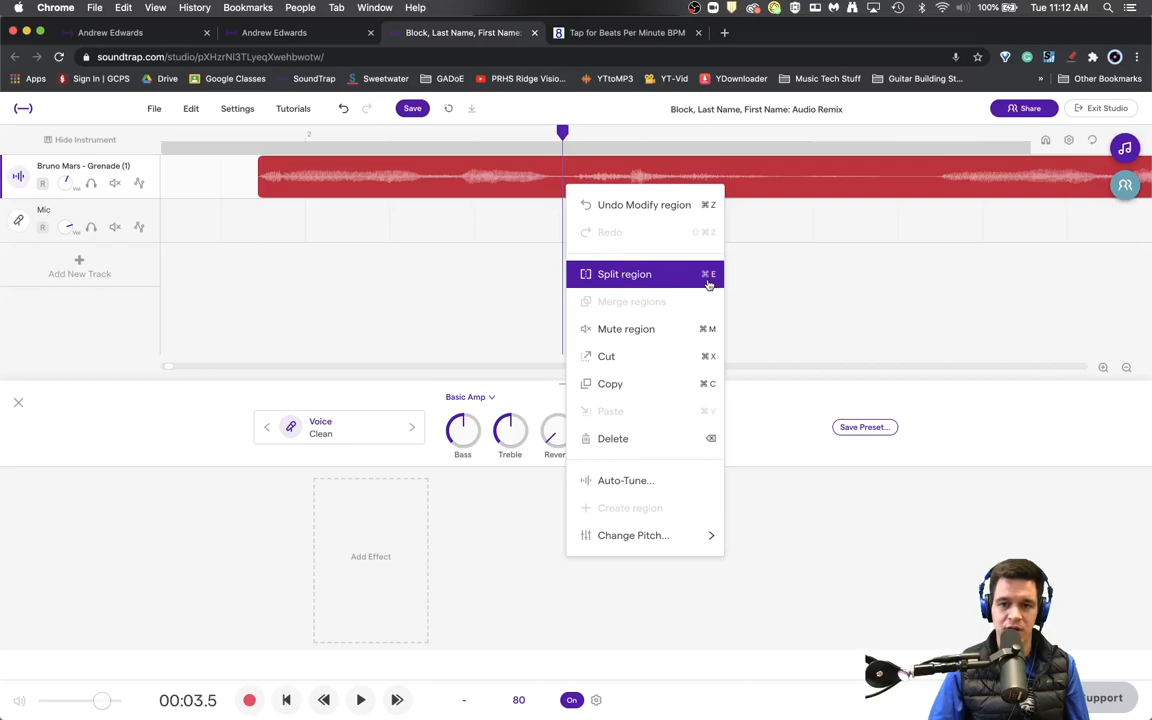 Chrome File Edit View History Bookmarks People Tab Window Help 100% Tue 11:12 AM
Andrew Edwards Andrew Edwards Block, Last Name, First Name: Tap for Beats Per Minute BPM
soundtrap.com/studio/pXHzrNI3TLyeqXwehbwotw/
Apps Sign In | GCPS Drive Google Classes SoundTrap Sweetwater GADoE PRHS Ridge Visio... YTtoMP3 YT-Vid YDownloader Music Tech Stuff Guitar Building St... » Other Bookmarks
File Edit Settings Tutorials Save Block, Last Name, First Name: Audio Remix Share Exit Studio
Hide Instrument 2
Bruno Mars - Grenade (1)
R Vol
Mic
R Vol
Add New Track
Undo Modify region ⌘ Z
Redo ⇧ ⌘ Z
Split region ⌘ E
Merge regions
Mute region ⌘ M
Cut ⌘ X
Copy ⌘ C
Paste ⌘ V
Delete
Auto-Tune...
Create region
Change Pitch...
Basic Amp
Voice
Clean
Bass Treble Rever
Save Preset...
Add Effect
00:03.5 - 80 On
upport